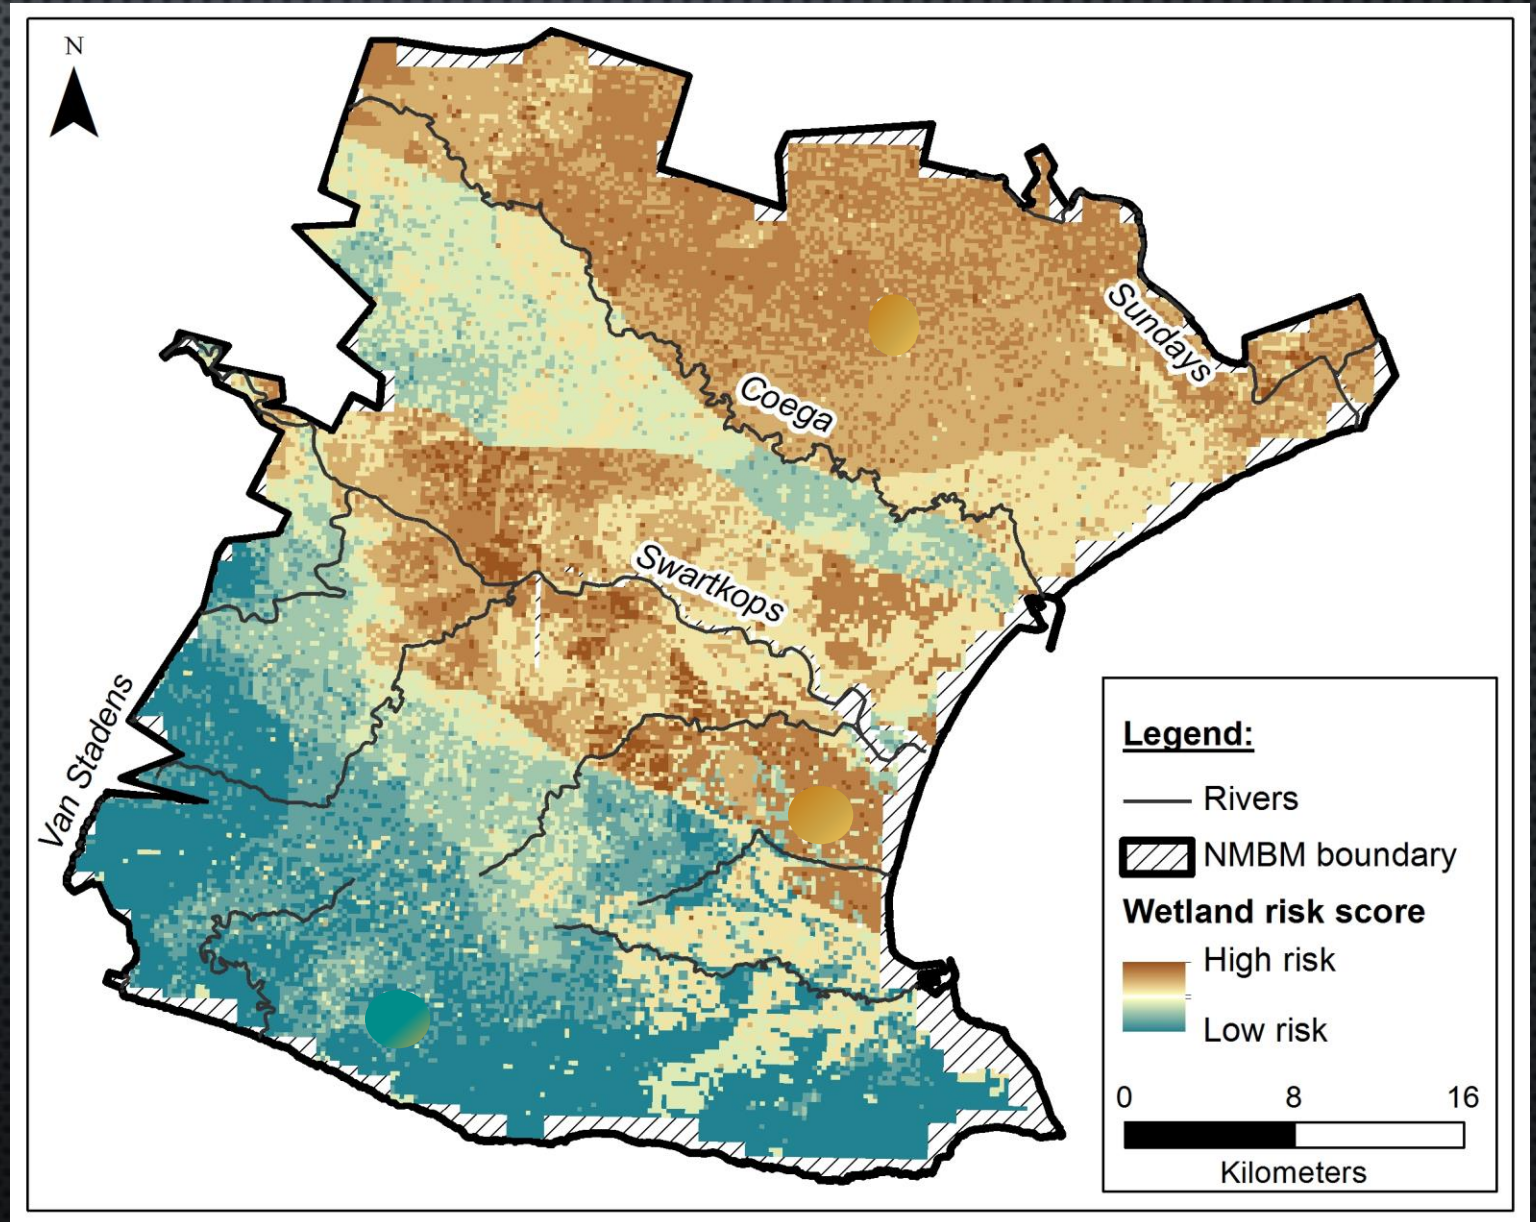 N
Sundays
Coega
Swartkops
Van Stadens
Legend:
Rivers
NMBM boundary
Wetland risk score
High risk
Low risk
0 8 16
Kilometers